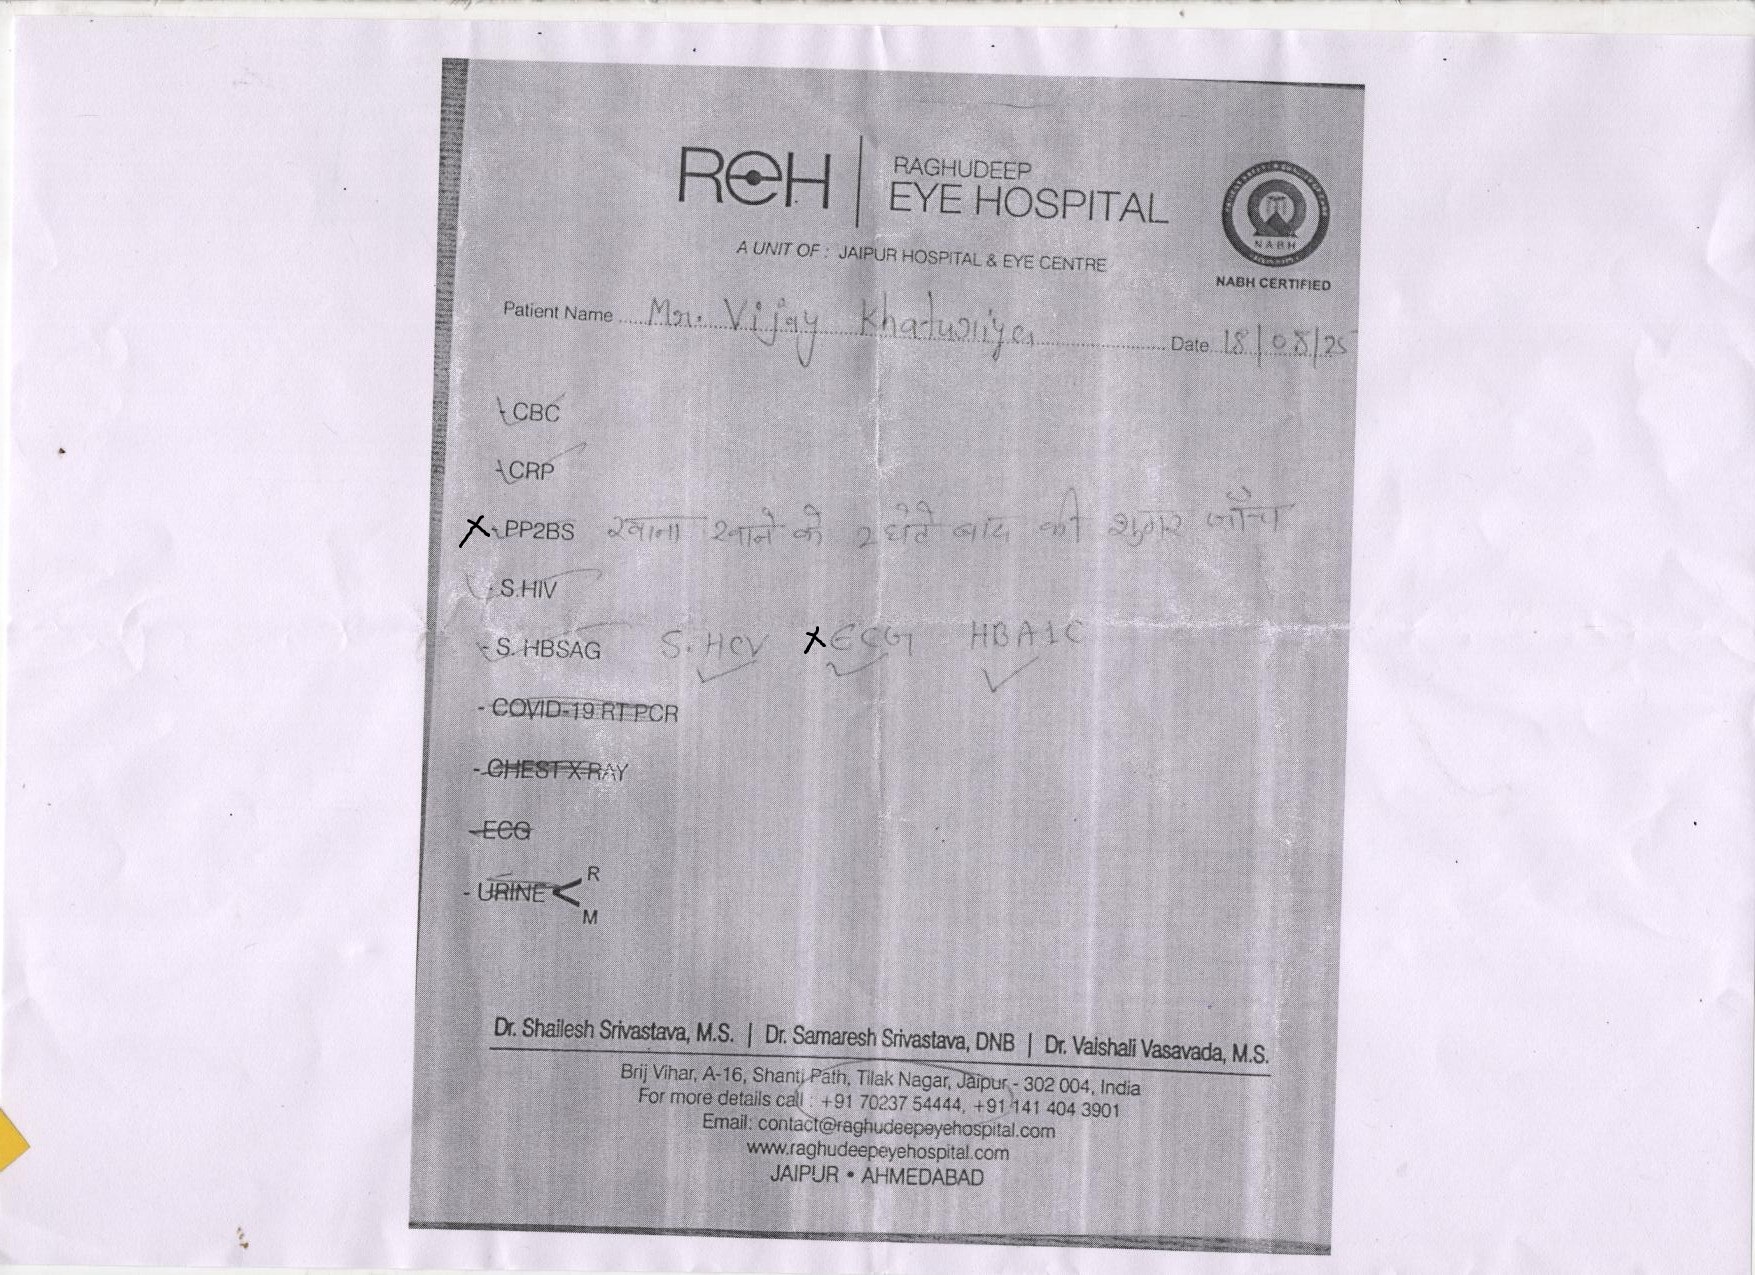 REH | RAGHUDEEP
EYE HOSPITAL
A UNIT OF : JAIPUR HOSPITAL & EYE CENTRE
NABH
NABH CERTIFIED
Patient Name Mr. Vijay Khaturiya Date 18/08/25
- CBC
- CRP
X - PP2BS खाना खाने के 2 घंटे बाद की शुगर जाँच
- S.HIV
- S. HBSAG S. HCV X ECG HBA1C
- COVID-19 RT PCR
- CHEST X RAY
- ECG
- URINE < R
M
Dr. Shailesh Srivastava, M.S. | Dr. Samaresh Srivastava, DNB | Dr. Vaishali Vasavada, M.S.
Brij Vihar, A-16, Shanti Path, Tilak Nagar, Jaipur - 302 004, India
For more details call : +91 70237 54444, +91 141 404 3901
Email: contact@raghudeepeyehospital.com
www.raghudeepeyehospital.com
JAIPUR • AHMEDABAD